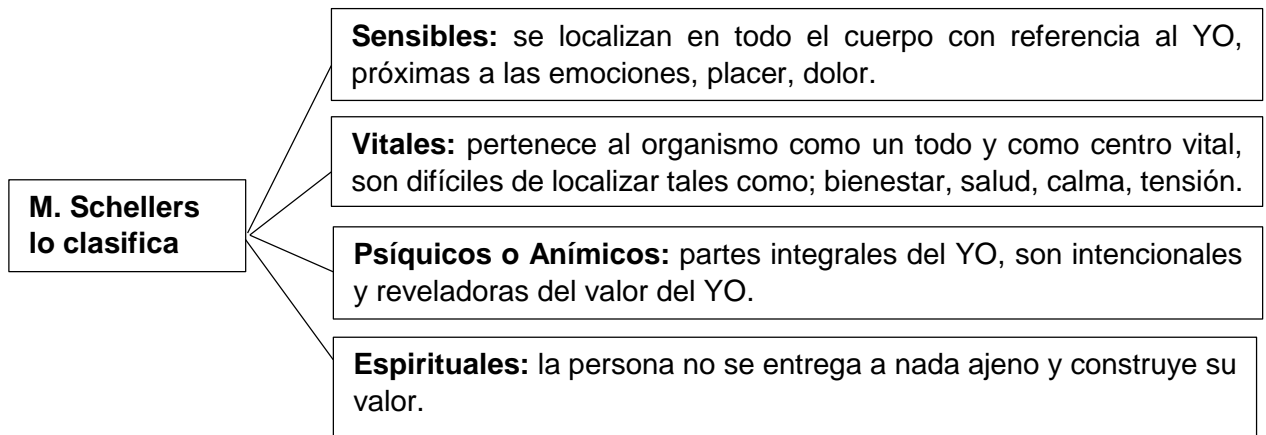 Sensibles: se localizan en todo el cuerpo con referencia al YO,
próximas a las emociones, placer, dolor.
Vitales: pertenece al organismo como un todo y como centro vital,
son difíciles de localizar tales como; bienestar, salud, calma, tensión.
M. Schellers
lo clasifica
Psíquicos o Anímicos: partes integrales del YO, son intencionales
y reveladoras del valor del YO.
Espirituales: la persona no se entrega a nada ajeno y construye su
valor.